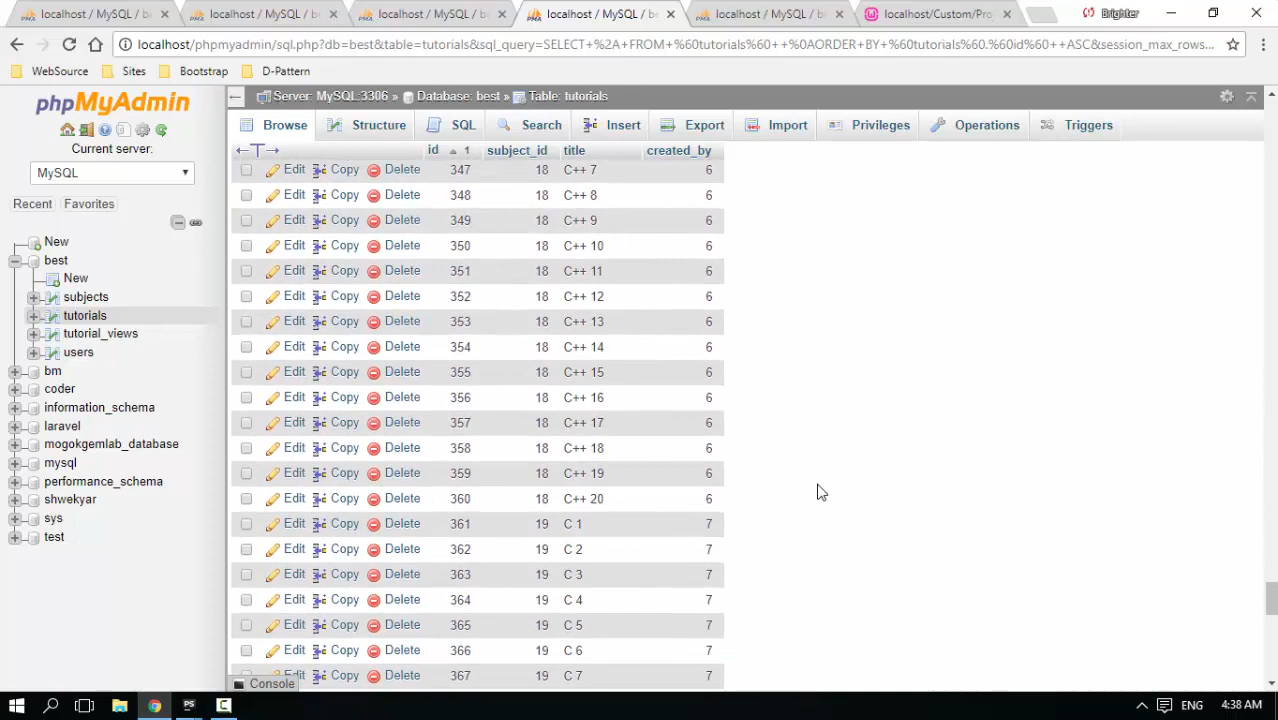 localhost / MySQL / be
localhost / MySQL / be
localhost / MySQL / be
localhost / MySQL / be
localhost / MySQL / be
localhost/Custom/Pro
Brighter
localhost/phpmyadmin/sql.php?db=best&table=tutorials&sql_query=SELECT+%2A+FROM+%60tutorials%60++%0AORDER+BY+%60tutorials%60.%60id%60++ASC&session_max_rows...
WebSource
Sites
Bootstrap
D-Pattern
phpMyAdmin
Current server:
MySQL
Recent
Favorites
New
best
New
subjects
tutorials
tutorial_views
users
bm
coder
information_schema
laravel
mogokgemlab_database
mysql
performance_schema
shwekyar
sys
test
Server: MySQL:3306 » Database: best » Table: tutorials
Browse Structure SQL Search Insert Export Import Privileges Operations Triggers
id 1 subject_id title created_by
Edit Copy Delete 347 18 C++ 7 6
Edit Copy Delete 348 18 C++ 8 6
Edit Copy Delete 349 18 C++ 9 6
Edit Copy Delete 350 18 C++ 10 6
Edit Copy Delete 351 18 C++ 11 6
Edit Copy Delete 352 18 C++ 12 6
Edit Copy Delete 353 18 C++ 13 6
Edit Copy Delete 354 18 C++ 14 6
Edit Copy Delete 355 18 C++ 15 6
Edit Copy Delete 356 18 C++ 16 6
Edit Copy Delete 357 18 C++ 17 6
Edit Copy Delete 358 18 C++ 18 6
Edit Copy Delete 359 18 C++ 19 6
Edit Copy Delete 360 18 C++ 20 6
Edit Copy Delete 361 19 C 1 7
Edit Copy Delete 362 19 C 2 7
Edit Copy Delete 363 19 C 3 7
Edit Copy Delete 364 19 C 4 7
Edit Copy Delete 365 19 C 5 7
Edit Copy Delete 366 19 C 6 7
Edit Copy Delete 367 19 C 7 7
Console
ENG
4:38 AM